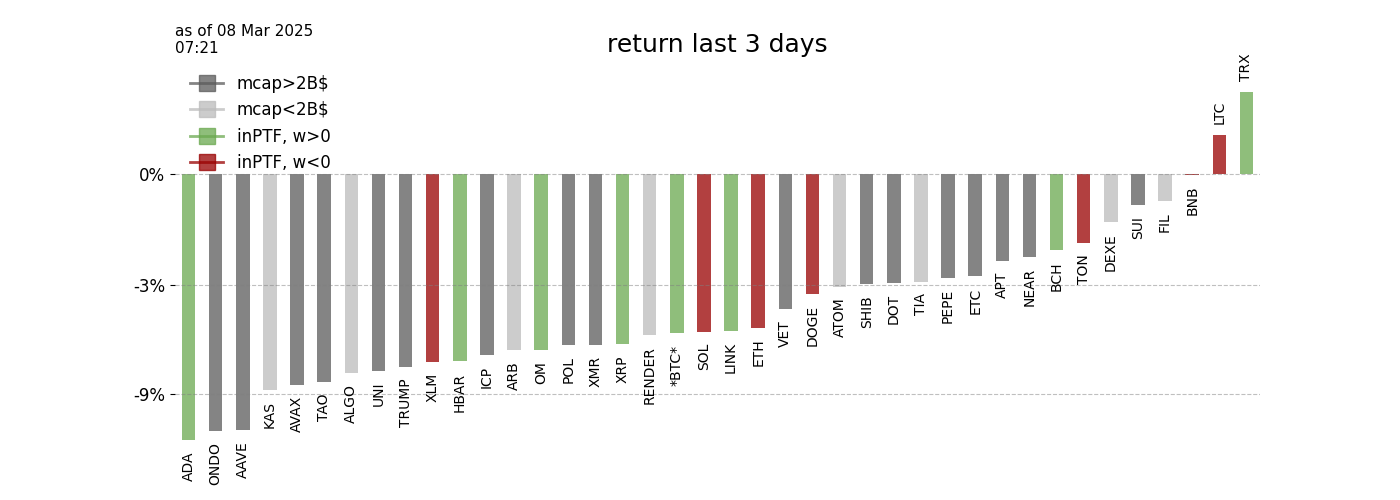 as of 08 Mar 2025
07:21
return last 3 days
mcap>2B$
mcap<2B$
inPTF, w>0
inPTF, w<0
0%
-3%
-9%
ADA
ONDO
AAVE
KAS
AVAX
TAO
ALGO
UNI
TRUMP
XLM
HBAR
ICP
ARB
OM
POL
XMR
XRP
RENDER
*BTC*
SOL
LINK
ETH
VET
DOGE
ATOM
SHIB
DOT
TIA
PEPE
ETC
APT
NEAR
BCH
TON
DEXE
SUI
FIL
BNB
LTC
TRX